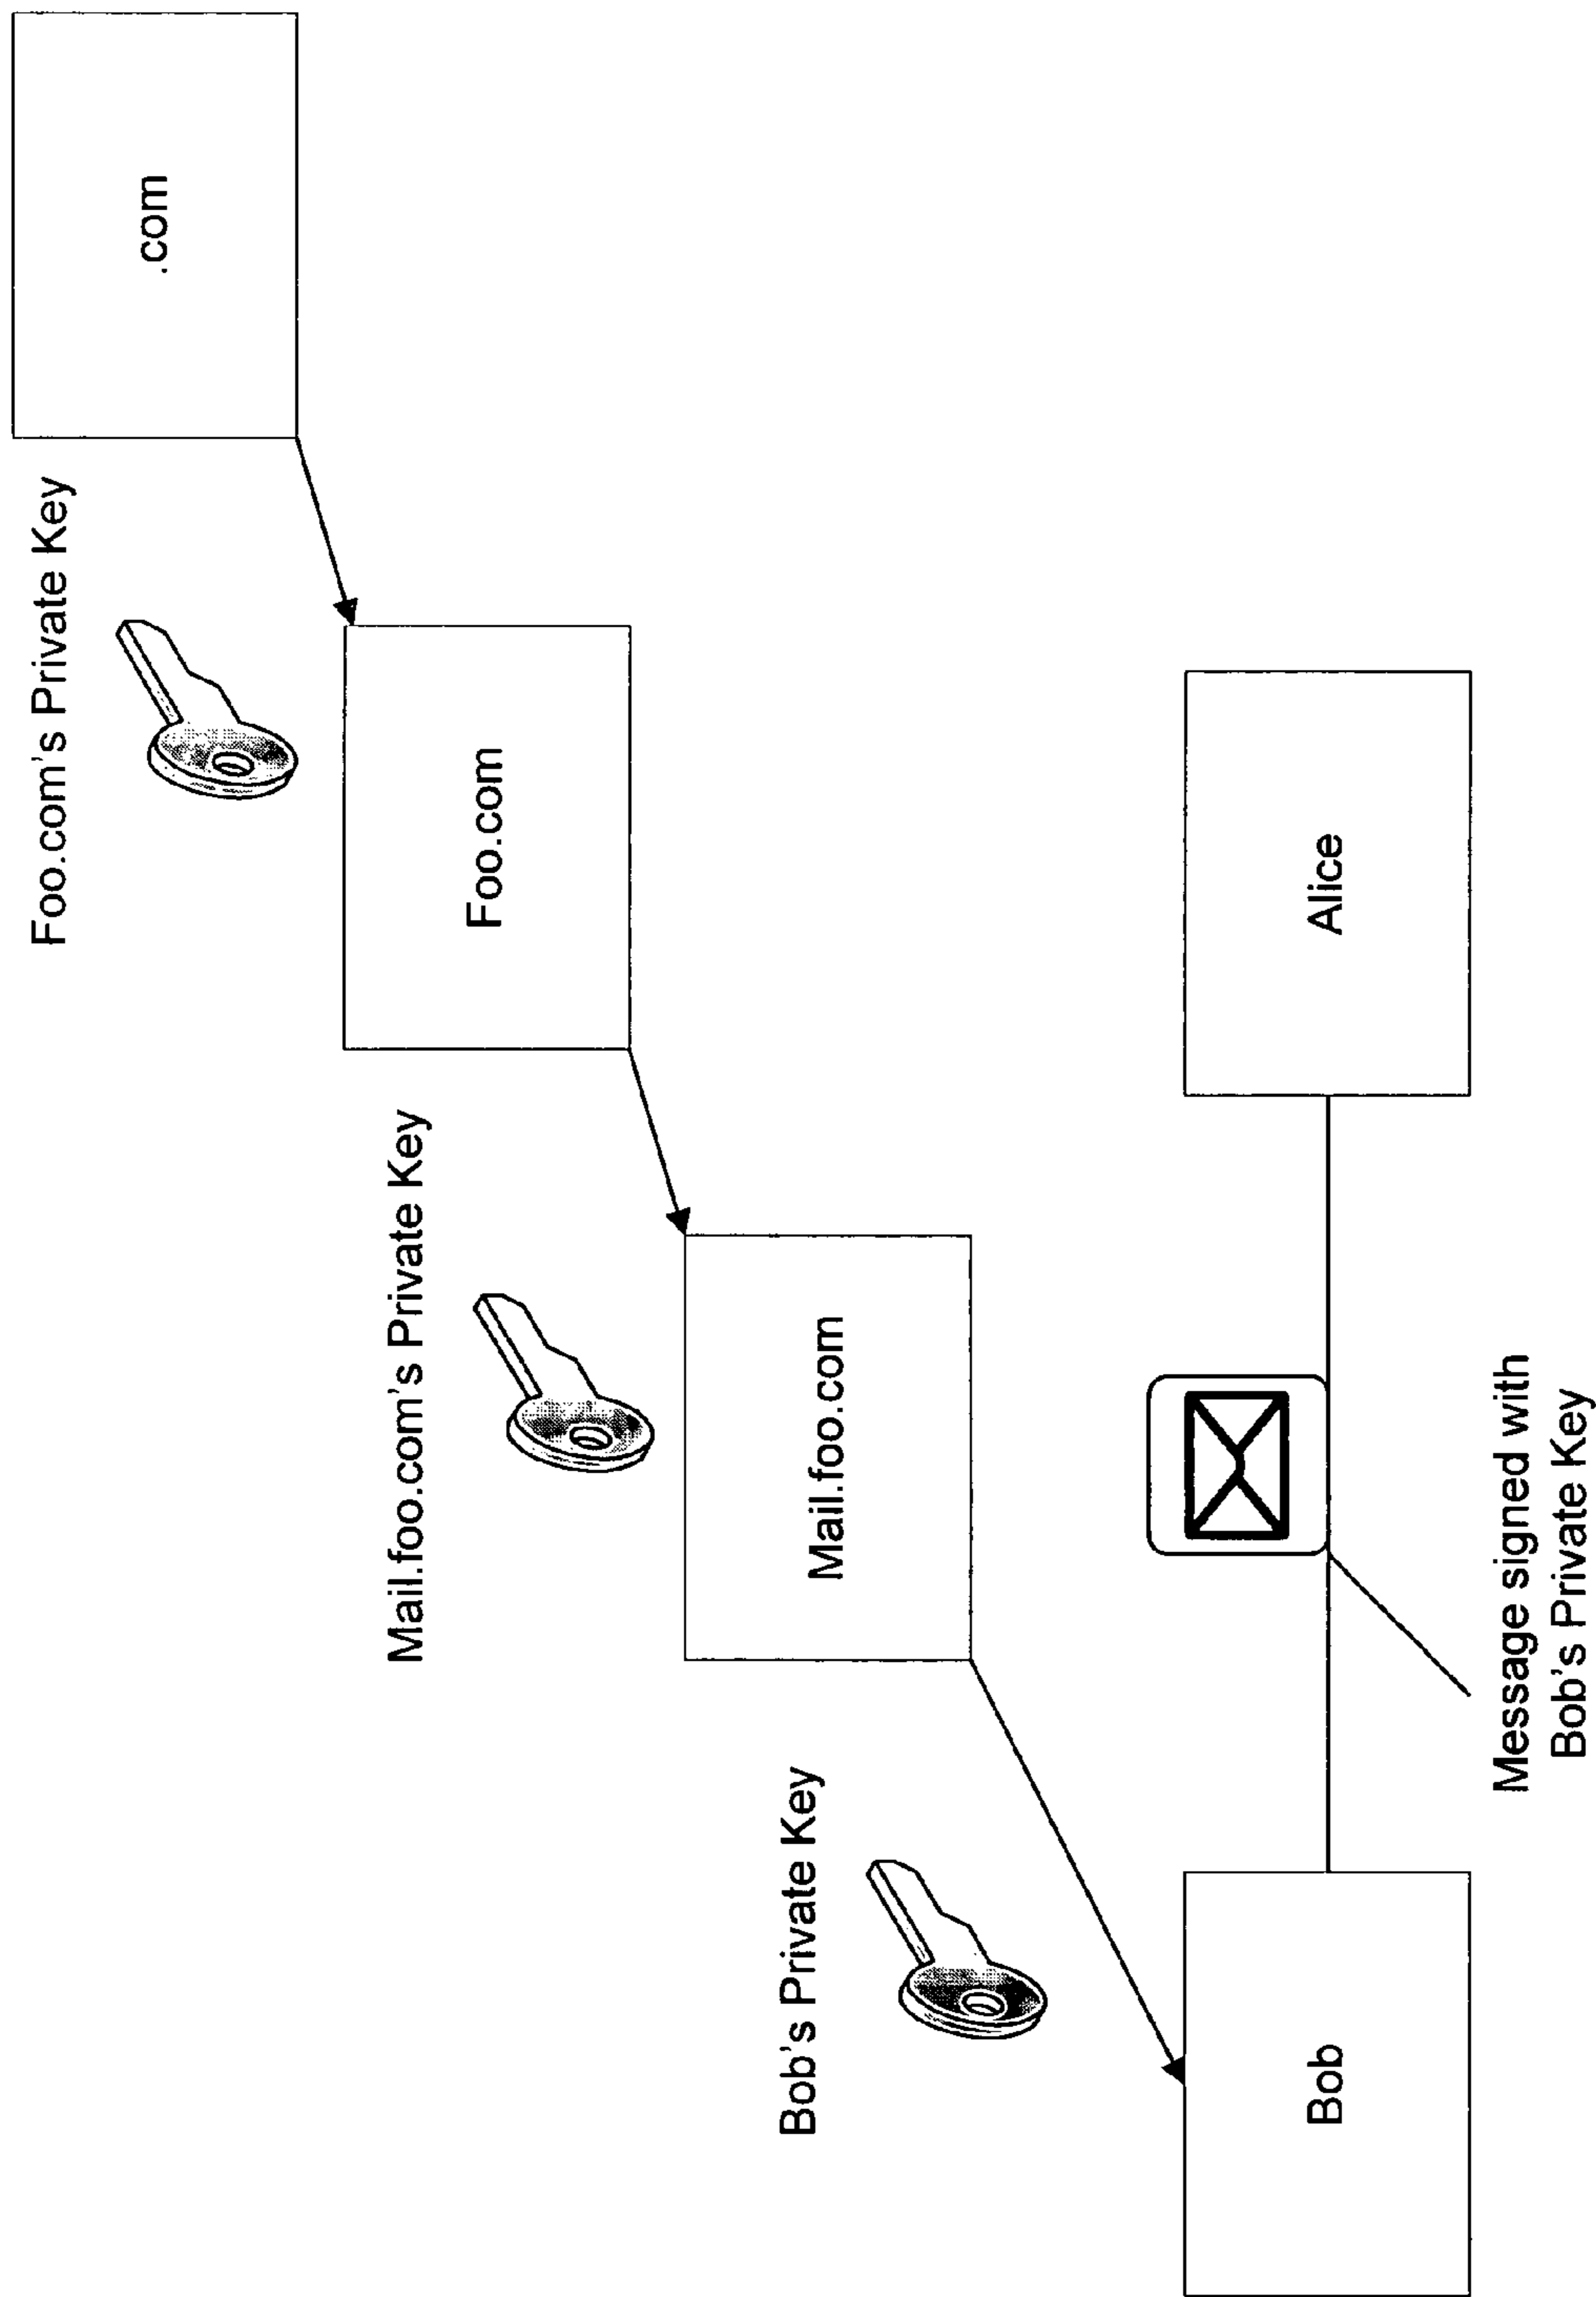 .com
Foo.com's Private Key
Foo.com
Mail.foo.com's Private Key
Mail.foo.com
Bob's Private Key
Bob
Alice
Message signed with
Bob's Private Key